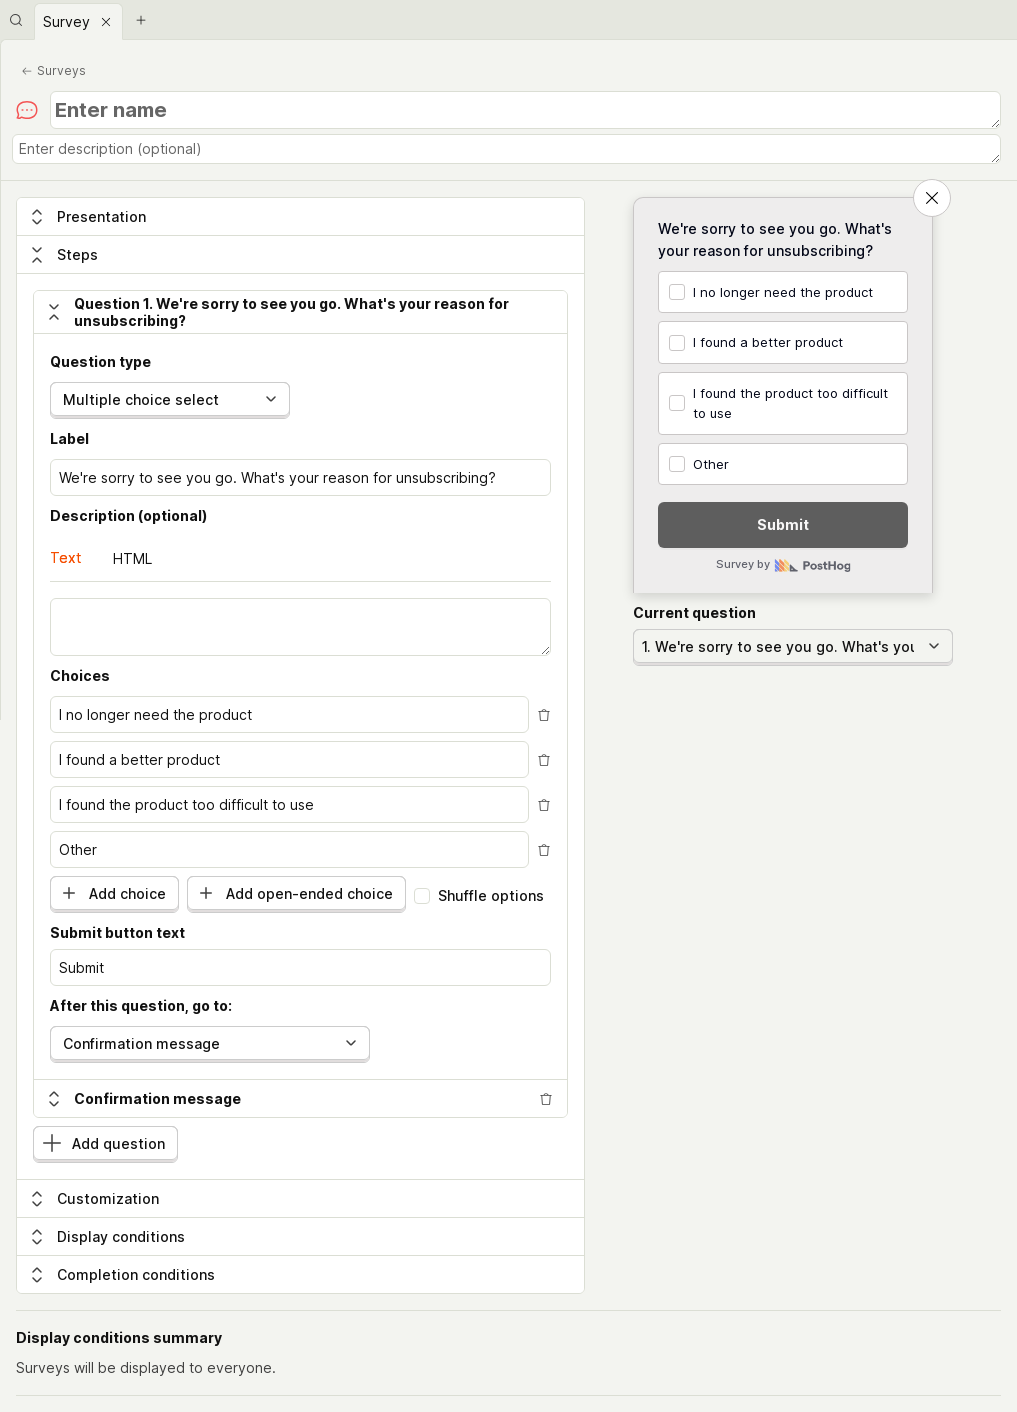 Survey
← Surveys
Enter name
Enter description (optional)
Presentation
Steps
Question 1. We're sorry to see you go. What's your reason for
unsubscribing?
Question type
Multiple choice select
Label
We're sorry to see you go. What's your reason for unsubscribing?
Description (optional)
Text HTML
Choices
I no longer need the product
I found a better product
I found the product too difficult to use
Other
Add choice Add open-ended choice Shuffle options
Submit button text
Submit
After this question, go to:
Confirmation message
Confirmation message
Add question
Customization
Display conditions
Completion conditions
We're sorry to see you go. What's
your reason for unsubscribing?
I no longer need the product
I found a better product
I found the product too difficult
to use
Other
Submit
Survey by PostHog
Current question
1. We're sorry to see you go. What's you
Display conditions summary
Surveys will be displayed to everyone.